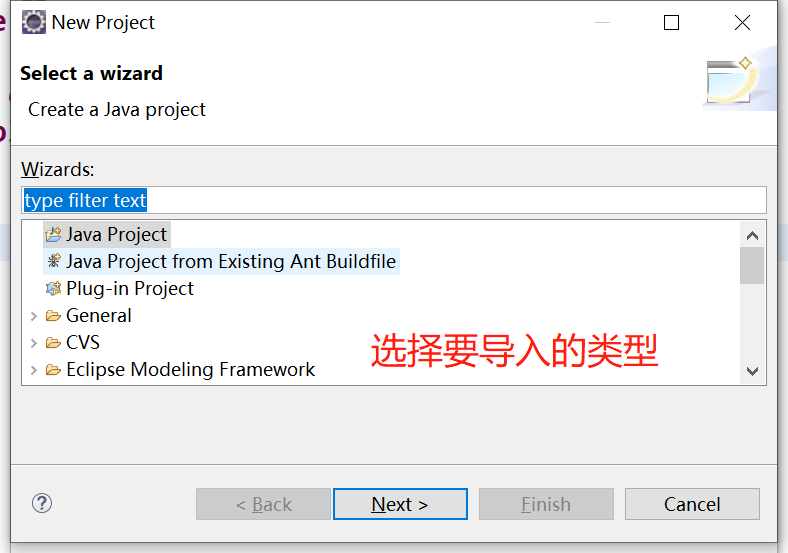 New Project
Select a wizard
Create a Java project
Wizards:
type filter text
Java Project
Java Project from Existing Ant Buildfile
Plug-in Project
General
CVS
Eclipse Modeling Framework
选择要导入的类型
< Back
Next >
Finish
Cancel